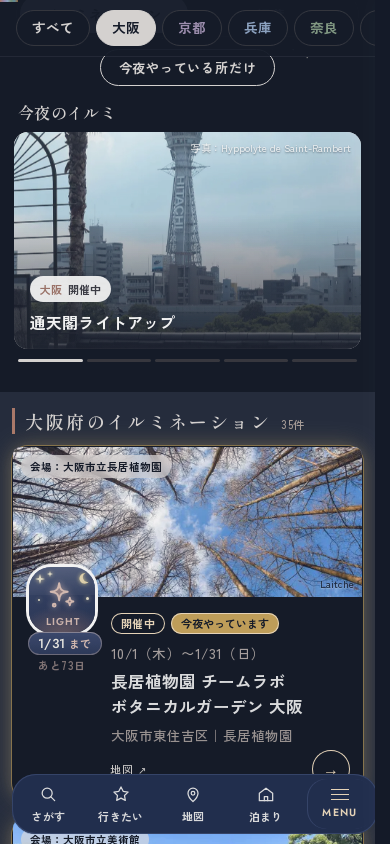 すべて
大阪
京都
兵庫
奈良
今夜やっている所だけ
今夜のイルミ
写真：Hyppolyte de Saint-Rambert
HITACHI
大阪 開催中
通天閣ライトアップ
大阪府のイルミネーション 35件
会場：大阪市立長居植物園
Laitche
LIGHT
1/31 まで
あと73日
開催中
今夜やっています
10/1（木）〜1/31（日）
長居植物園 チームラボ
ボタニカルガーデン 大阪
大阪市東住吉区｜長居植物園
地図 ↗
→
さがす
行きたい
地図
泊まり
MENU
会場：大阪市立美術館